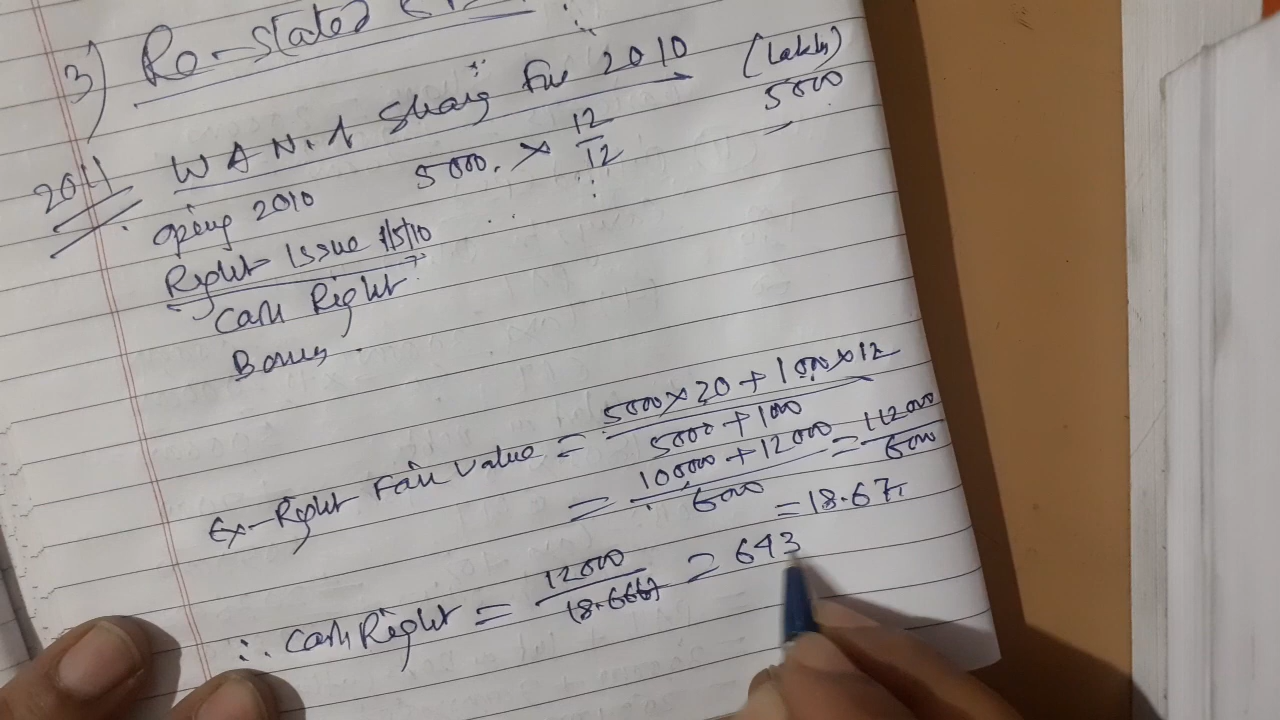 3) Re-stated
2011 W A N. A Shares for 2010 (Lakhs)
Opening 2010 5000. × 12/12 5000
Right Issue 1/5/10
Cash Right
Bonus
Ex-Right Fair Value = 5000×20 + 1000×12 / 5000 + 1000
= 100000 + 12000 / 6000 = 112000 / 6000
= 18.67
∴ Cash Right = 12000 / 18.6667 = 643